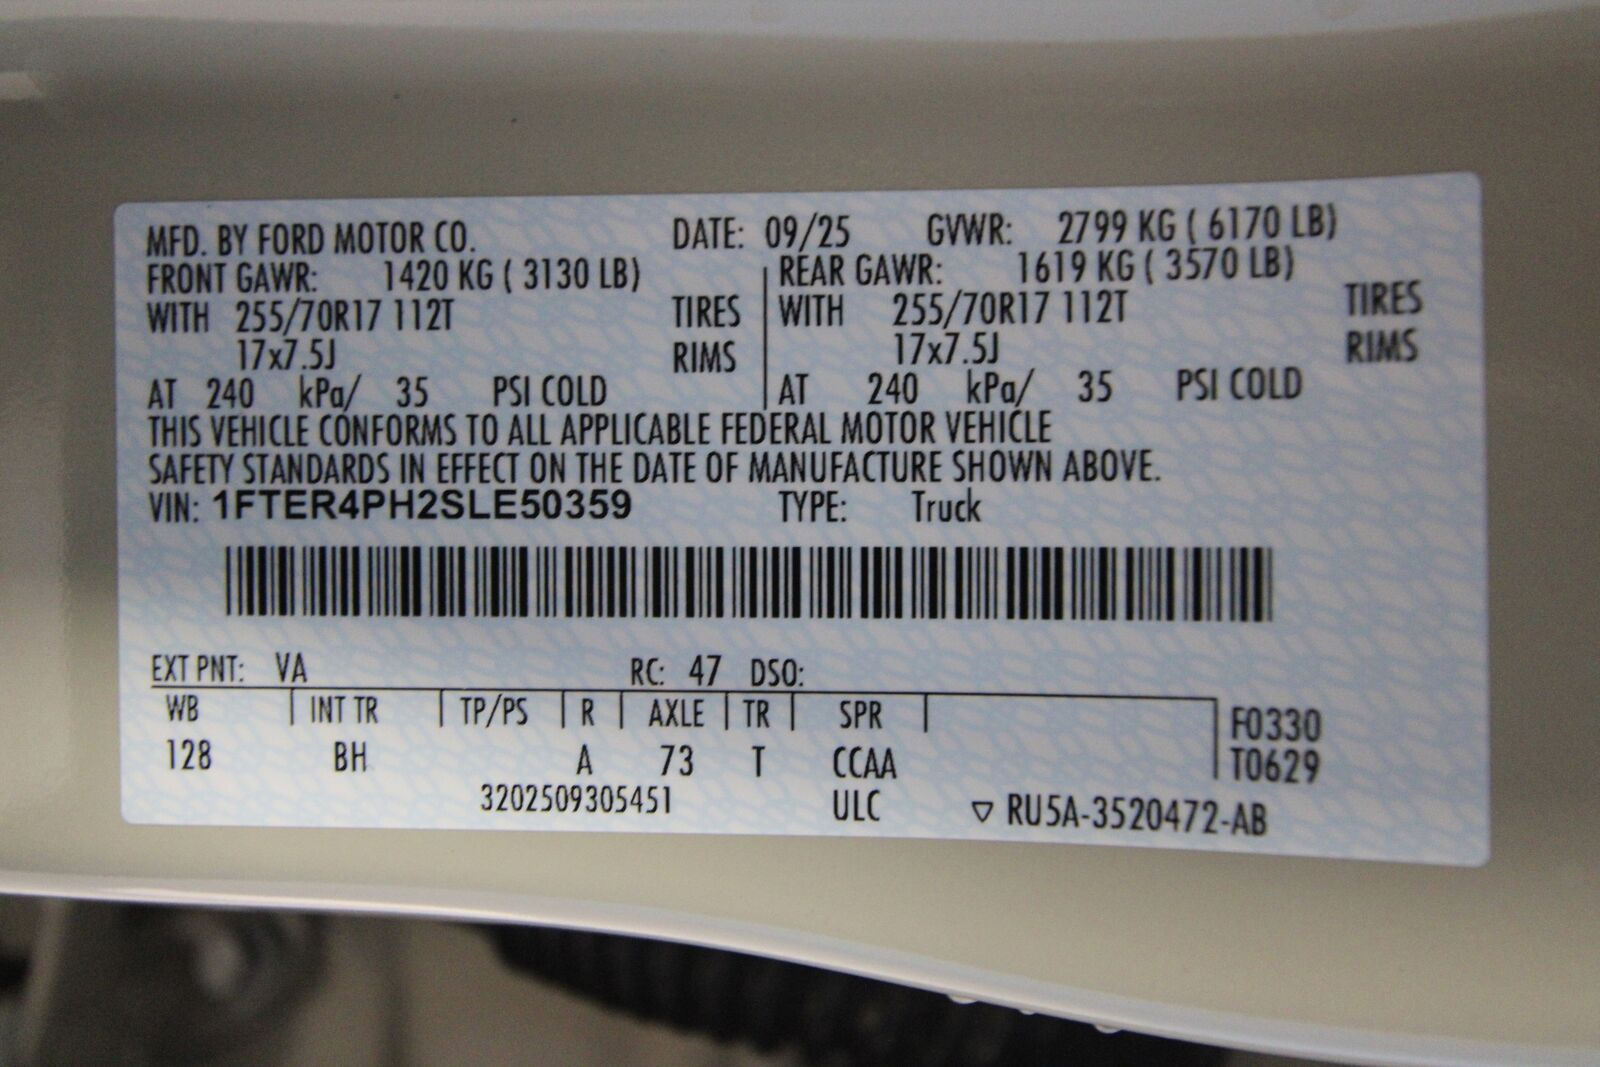 MFD. BY FORD MOTOR CO. DATE: 09/25 GVWR: 2799 KG ( 6170 LB)
FRONT GAWR: 1420 KG ( 3130 LB) REAR GAWR: 1619 KG ( 3570 LB)
WITH 255/70R17 112T TIRES WITH 255/70R17 112T TIRES
17x7.5J RIMS 17x7.5J RIMS
AT 240 kPa/ 35 PSI COLD AT 240 kPa/ 35 PSI COLD
THIS VEHICLE CONFORMS TO ALL APPLICABLE FEDERAL MOTOR VEHICLE
SAFETY STANDARDS IN EFFECT ON THE DATE OF MANUFACTURE SHOWN ABOVE.
VIN: 1FTER4PH2SLE50359 TYPE: Truck
EXT PNT: VA RC: 47 DSO:
WB INT TR TP/PS R AXLE TR SPR F0330
128 BH A 73 T CCAA T0629
3202509305451 ULC ▽ RU5A-3520472-AB